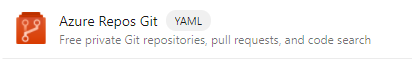 Azure Repos Git YAML
Free private Git repositories, pull requests, and code search